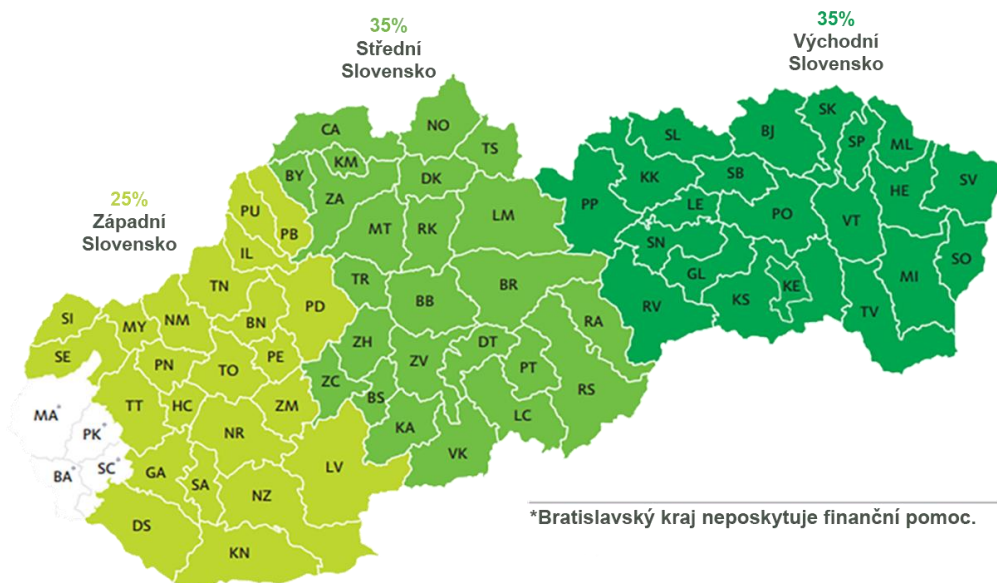 35%
Střední
Slovensko
35%
Východní
Slovensko
25%
Západní
Slovensko
CA
NO
TS
KM
BY
ZA
DK
MT
RK
LM
TR
BB
BR
ZH
ZV
DT
PT
RA
ZC
BS
KA
VK
LC
RS
SL
BJ
SK
SP
ML
KK
SB
HE
SV
PP
LE
PO
VT
SN
GL
KE
MI
SO
RV
KS
TV
PU
PB
IL
TN
PD
SI
MY
NM
BN
SE
PN
TO
PE
TT
HC
ZM
NR
GA
SA
NZ
LV
DS
KN
MA*
PK*
BA*
SC*
*Bratislavský kraj neposkytuje finanční pomoc.